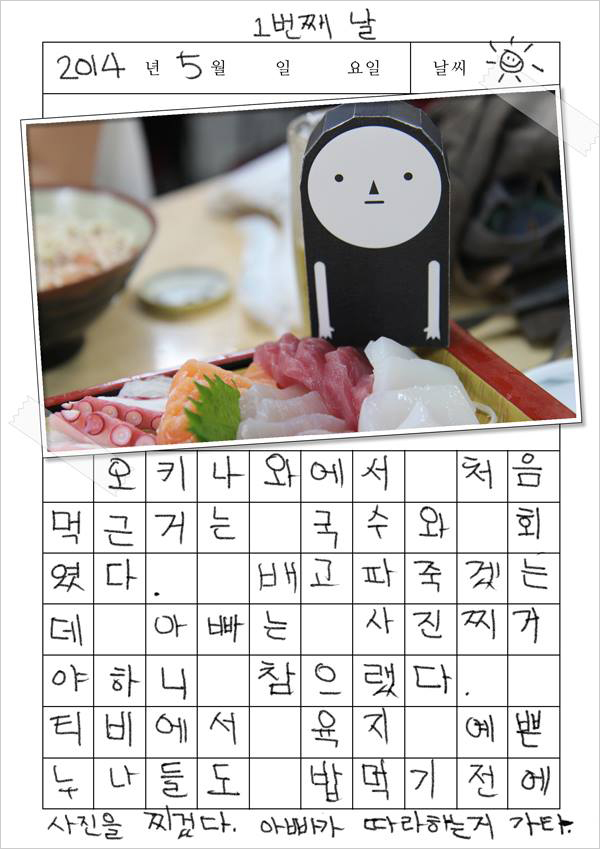 1번째 날
2014 년 5 월 일 요일 날씨
오키나와에서 처음
먹근거는 국수와 회
였다. 배고파죽겠는
데 아빠는 사진찌거
야하니 참으랬다.
티비에서 육지 예쁜
누나들도 밥먹기전에
사진을 찌겄다. 아빠가 따라하는거 가타.